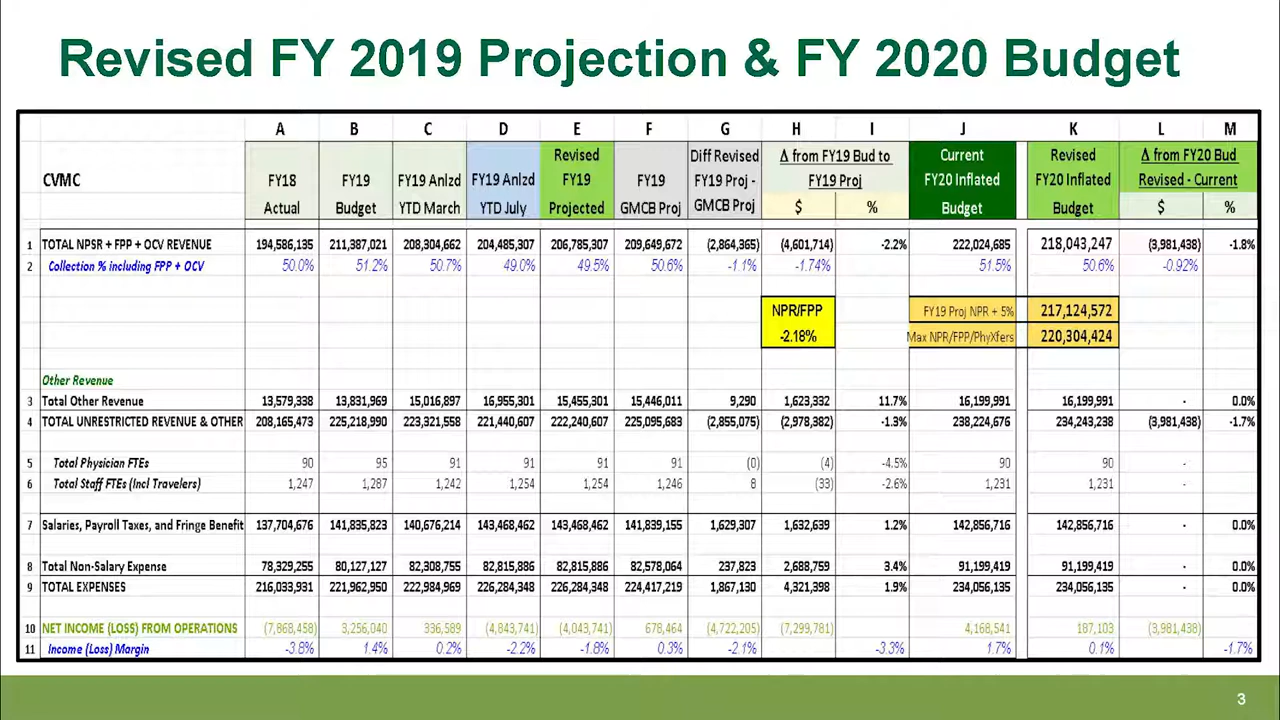 Revised FY 2019 Projection & FY 2020 Budget
A B C D E F G H I J K L M
Revised Diff Revised Δ from FY19 Bud to Current Revised Δ from FY20 Bud
CVMC FY18 FY19 FY19 Anlzd FY19 Anlzd FY19 FY19 FY19 Proj - FY19 Proj FY20 Inflated FY20 Inflated Revised - Current
Actual Budget YTD March YTD July Projected GMCB Proj GMCB Proj $ % Budget Budget $ %
1 TOTAL NPSR + FPP + OCV REVENUE 194,586,135 211,387,021 208,304,662 204,485,307 206,785,307 209,649,672 (2,864,365) (4,601,714) -2.2% 222,024,685 218,043,247 (3,981,438) -1.8%
2 Collection % including FPP + OCV 50.0% 51.2% 50.7% 49.0% 49.5% 50.6% -1.1% -1.74% 51.5% 50.6% -0.92%
NPR/FPP FY19 Proj NPR + 5% 217,124,572
-2.18% Max NPR/FPP/PhyXfers 220,304,424
Other Revenue
3 Total Other Revenue 13,579,338 13,831,969 15,016,897 16,955,301 15,455,301 15,446,011 9,290 1,623,332 11.7% 16,199,991 16,199,991 - 0.0%
4 TOTAL UNRESTRICTED REVENUE & OTHER 208,165,473 225,218,990 223,321,558 221,440,607 222,240,607 225,095,683 (2,855,075) (2,978,382) -1.3% 238,224,676 234,243,238 (3,981,438) -1.7%
5 Total Physician FTEs 90 95 91 91 91 91 (0) (4) -4.5% 90 90 -
6 Total Staff FTEs (Incl Travelers) 1,247 1,287 1,242 1,254 1,254 1,246 8 (33) -2.6% 1,231 1,231 -
7 Salaries, Payroll Taxes, and Fringe Benefit 137,704,676 141,835,823 140,676,214 143,468,462 143,468,462 141,839,155 1,629,307 1,632,639 1.2% 142,856,716 142,856,716 - 0.0%
8 Total Non-Salary Expense 78,329,255 80,127,127 82,308,755 82,815,886 82,815,886 82,578,064 237,823 2,688,759 3.4% 91,199,419 91,199,419 - 0.0%
9 TOTAL EXPENSES 216,033,931 221,962,950 222,984,969 226,284,348 226,284,348 224,417,219 1,867,130 4,321,398 1.9% 234,056,135 234,056,135 - 0.0%
10 NET INCOME (LOSS) FROM OPERATIONS (7,868,458) 3,256,040 336,589 (4,843,741) (4,043,741) 678,464 (4,722,205) (7,299,781) 4,168,541 187,103 (3,981,438)
11 Income (Loss) Margin -3.8% 1.4% 0.2% -2.2% -1.8% 0.3% -2.1% -3.3% 1.7% 0.1% -1.7%
3